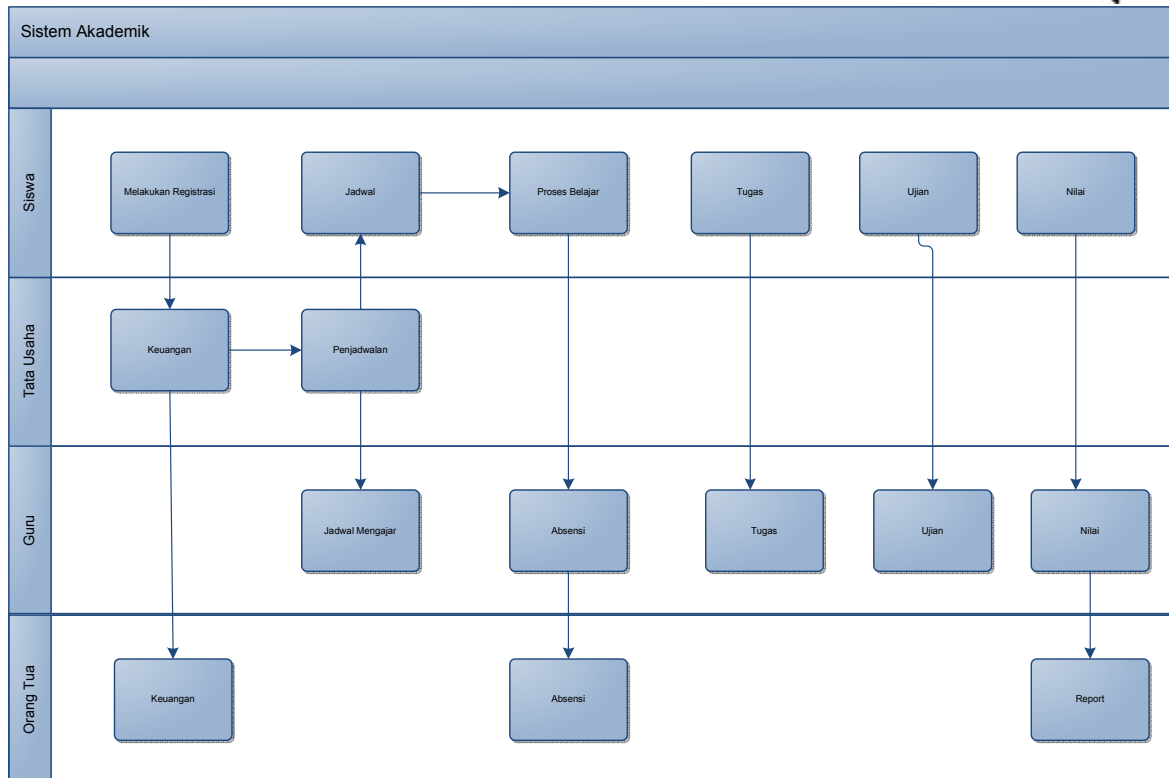 Sistem Akademik
Siswa
Melakukan Registrasi
Jadwal
Proses Belajar
Tugas
Ujian
Nilai
Tata Usaha
Keuangan
Penjadwalan
Guru
Jadwal Mengajar
Absensi
Tugas
Ujian
Nilai
Orang Tua
Keuangan
Absensi
Report